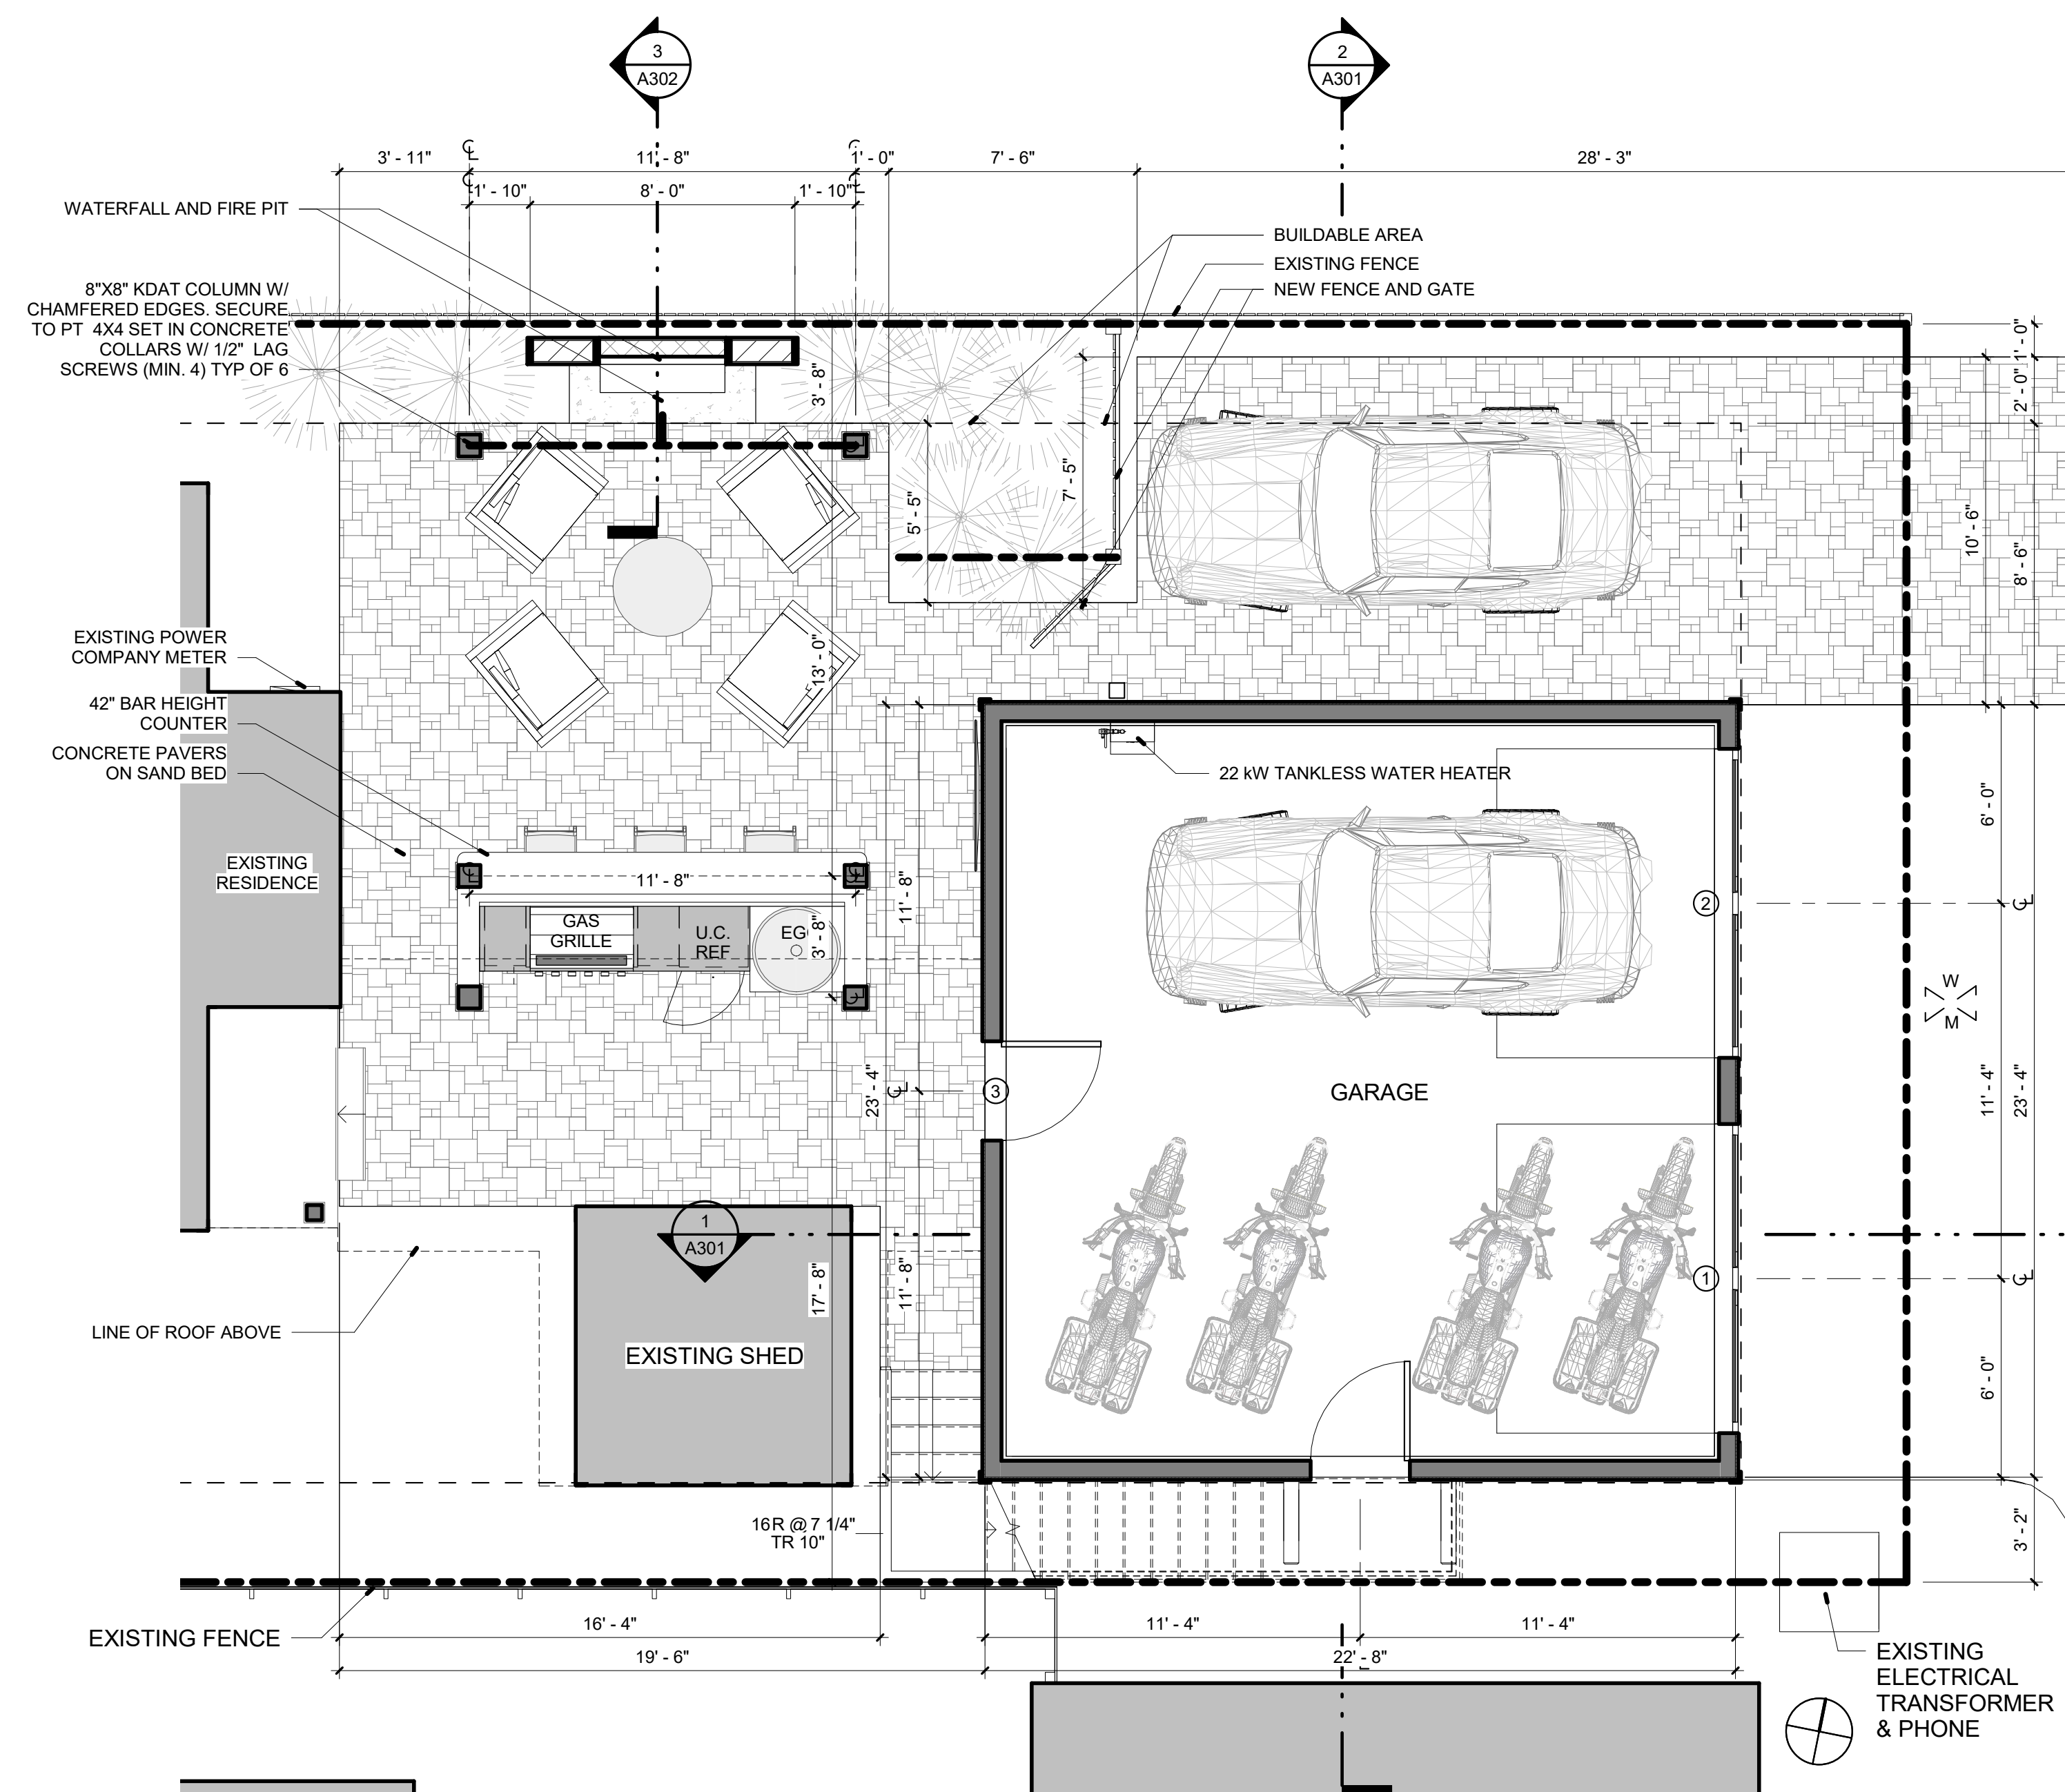 3
A302
2
A301
3' - 11"
11' - 8"
1' - 0"
7' - 6"
28' - 3"
1' - 10"
8' - 0"
1' - 10"
WATERFALL AND FIRE PIT
BUILDABLE AREA
EXISTING FENCE
NEW FENCE AND GATE
8"X8" KDAT COLUMN W/
CHAMFERED EDGES. SECURE
TO PT 4X4 SET IN CONCRETE
COLLARS W/ 1/2" LAG
SCREWS (MIN. 4) TYP OF 6
3' - 8"
1' - 0"
2' - 0"
5' - 5"
7' - 5"
10' - 6"
8' - 6"
EXISTING POWER
COMPANY METER
13' - 0"
42" BAR HEIGHT
COUNTER
CONCRETE PAVERS
ON SAND BED
22 kW TANKLESS WATER HEATER
6' - 0"
EXISTING
RESIDENCE
11' - 8"
11' - 8"
GAS
GRILLE
U.C.
REF
EG
3' - 8"
2
W
M
23' - 4"
3
GARAGE
11' - 4"
23' - 4"
1
A301
17' - 8"
11' - 8"
1
LINE OF ROOF ABOVE
EXISTING SHED
6' - 0"
16R @ 7 1/4"
TR 10"
3' - 2"
EXISTING FENCE
16' - 4"
11' - 4"
11' - 4"
19' - 6"
22' - 8"
EXISTING
ELECTRICAL
TRANSFORMER
& PHONE